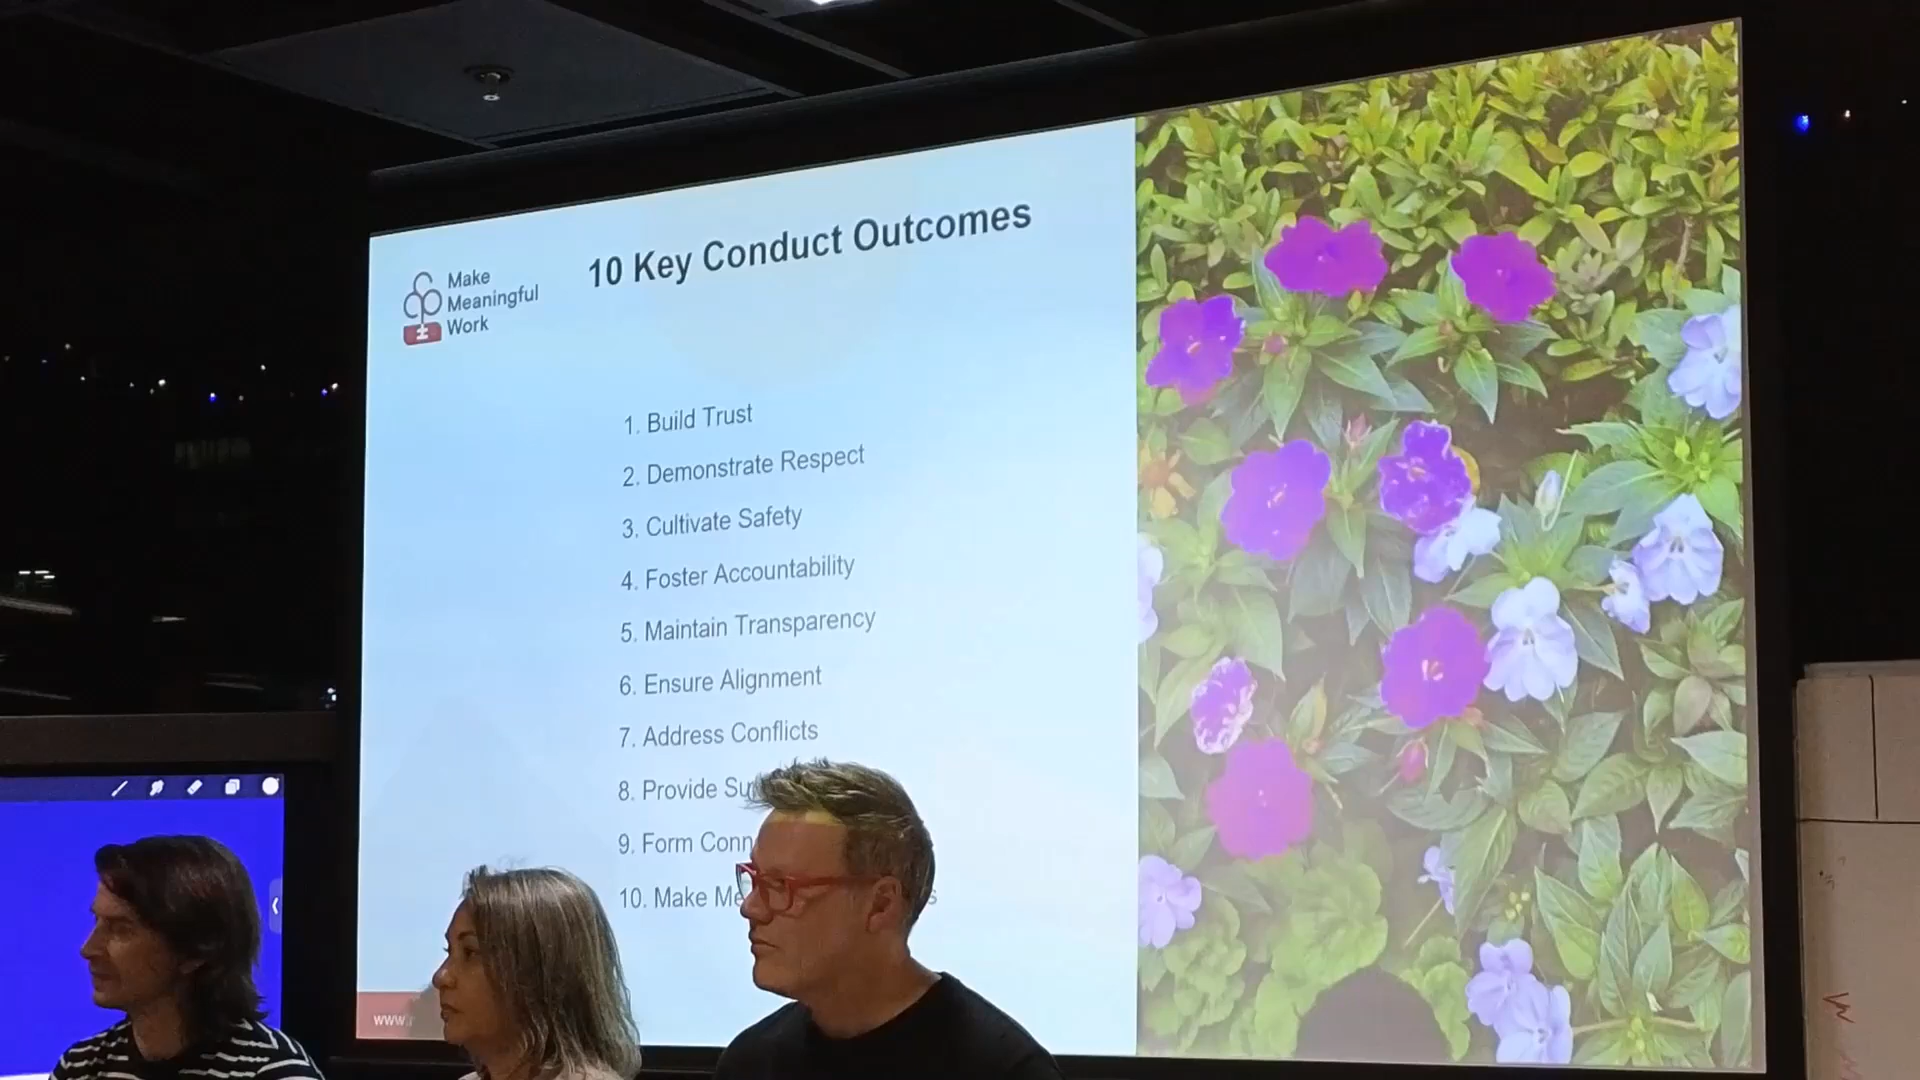 Make
Meaningful
Work
10 Key Conduct Outcomes
1. Build Trust
2. Demonstrate Respect
3. Cultivate Safety
4. Foster Accountability
5. Maintain Transparency
6. Ensure Alignment
7. Address Conflicts
8. Provide
9. Form
10. Make
www.